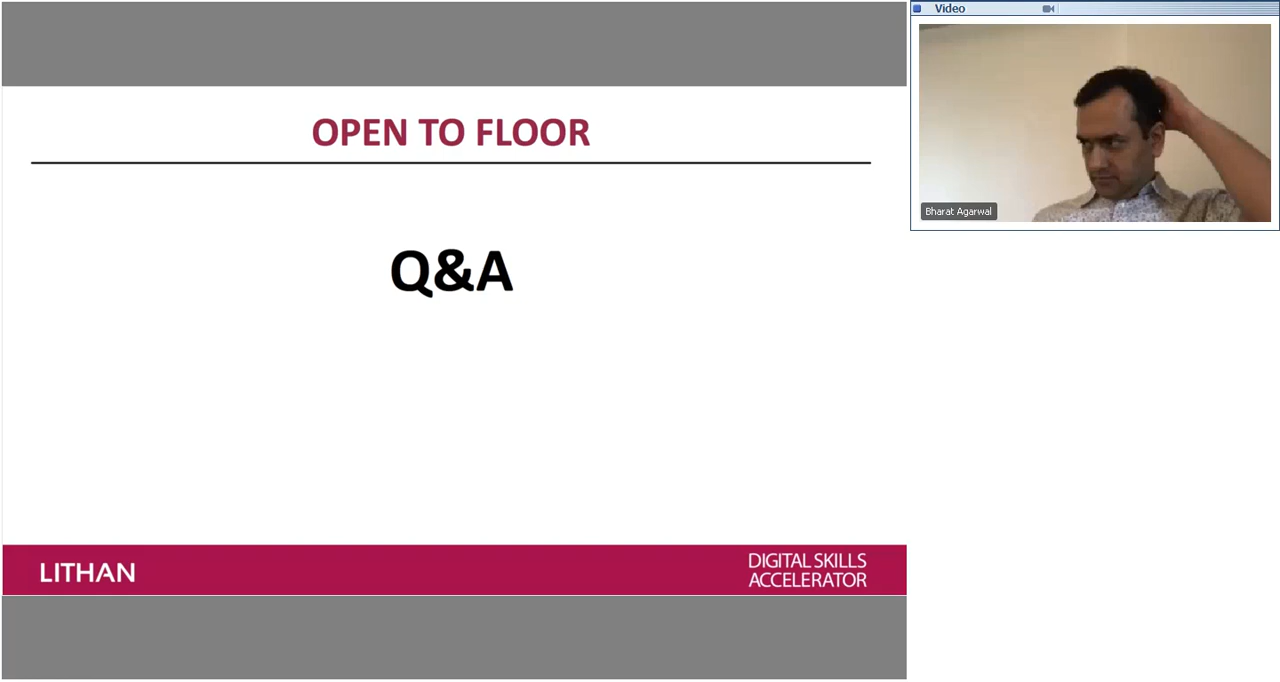 OPEN TO FLOOR
Q&A
LITHAN
DIGITAL SKILLS
ACCELERATOR
Video
Bharat Agarwal